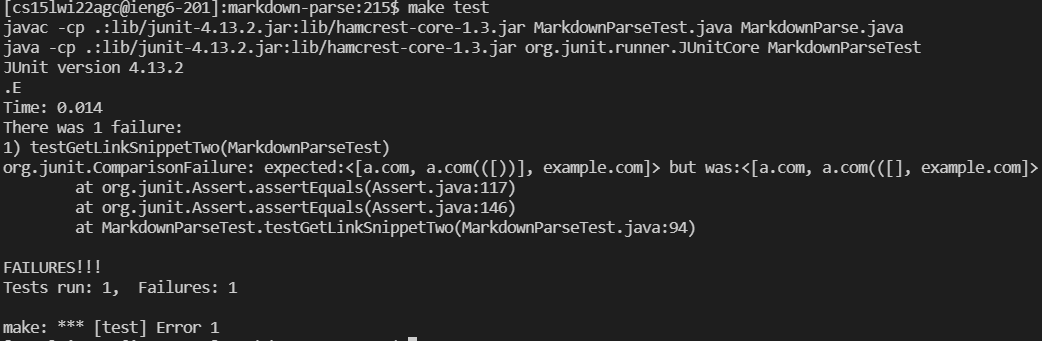 [cs15lwi22agc@ieng6-201]:markdown-parse:215$ make test
javac -cp .:lib/junit-4.13.2.jar:lib/hamcrest-core-1.3.jar MarkdownParseTest.java MarkdownParse.java
java -cp .:lib/junit-4.13.2.jar:lib/hamcrest-core-1.3.jar org.junit.runner.JUnitCore MarkdownParseTest
JUnit version 4.13.2
.E
Time: 0.014
There was 1 failure:
1) testGetLinkSnippetTwo(MarkdownParseTest)
org.junit.ComparisonFailure: expected:<[a.com, a.com(([))], example.com]> but was:<[a.com, a.com(([], example.com]>
at org.junit.Assert.assertEquals(Assert.java:117)
at org.junit.Assert.assertEquals(Assert.java:146)
at MarkdownParseTest.testGetLinkSnippetTwo(MarkdownParseTest.java:94)
FAILURES!!!
Tests run: 1,  Failures: 1
make: *** [test] Error 1